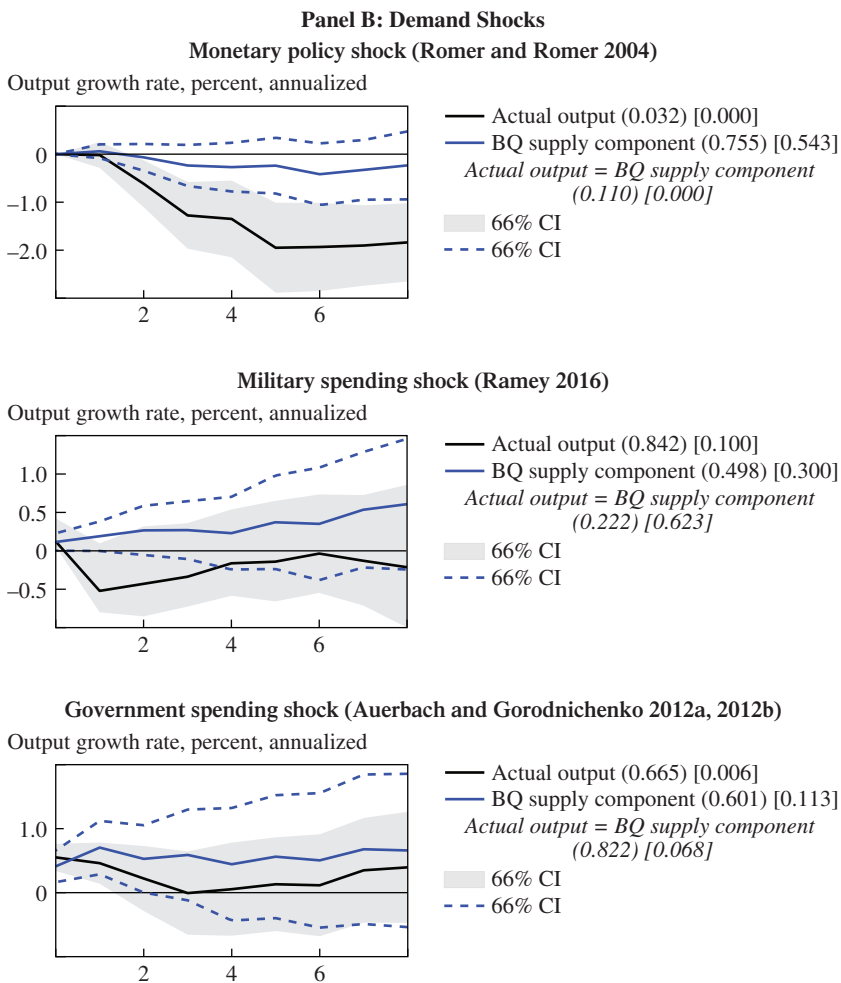 Panel B: Demand Shocks
Monetary policy shock (Romer and Romer 2004)
Output growth rate, percent, annualized
0
–1.0
–2.0
2
4
6
Actual output (0.032) [0.000]
BQ supply component (0.755) [0.543]
Actual output = BQ supply component
(0.110) [0.000]
66% CI
66% CI
Military spending shock (Ramey 2016)
Output growth rate, percent, annualized
1.0
0.5
0
–0.5
2
4
6
Actual output (0.842) [0.100]
BQ supply component (0.498) [0.300]
Actual output = BQ supply component
(0.222) [0.623]
66% CI
66% CI
Government spending shock (Auerbach and Gorodnichenko 2012a, 2012b)
Output growth rate, percent, annualized
1.0
0
2
4
6
Actual output (0.665) [0.006]
BQ supply component (0.601) [0.113]
Actual output = BQ supply component
(0.822) [0.068]
66% CI
66% CI